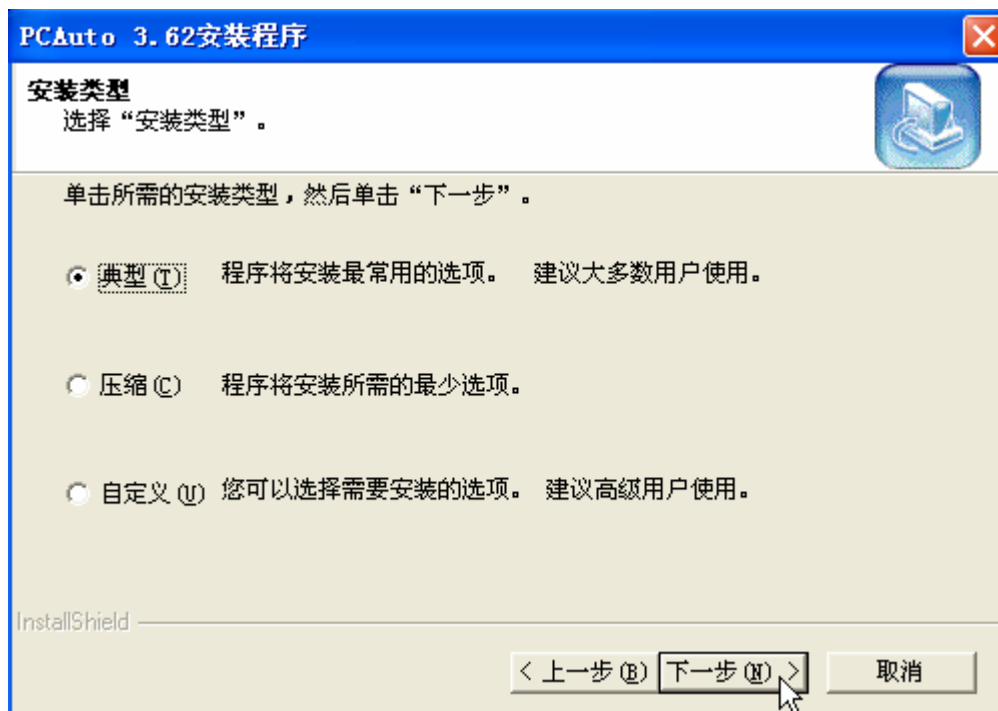 PCAuto 3.62安装程序
安装类型
选择“安装类型”。
单击所需的安装类型,然后单击“下一步”。
典型(T) 程序将安装最常用的选项。 建议大多数用户使用。
压缩(C) 程序将安装所需的最少选项。
自定义(U) 您可以选择需要安装的选项。 建议高级用户使用。
InstallShield
< 上一步(B) 下一步(N) > 取消